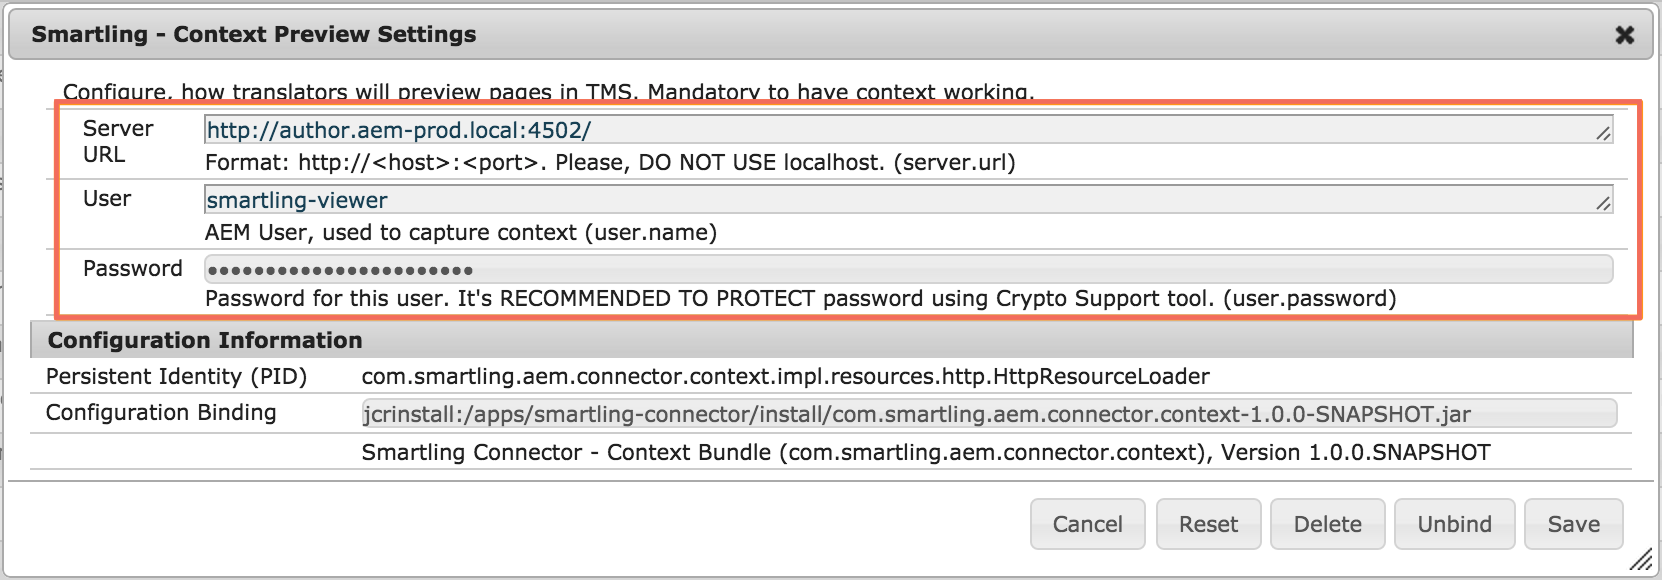 Smartling - Context Preview Settings
Configure, how translators will preview pages in TMS. Mandatory to have context working.
Server URL
http://author.aem-prod.local:4502/
Format: http://<host>:<port>. Please, DO NOT USE localhost. (server.url)
User
smartling-viewer
AEM User, used to capture context (user.name)
Password
•••••••••••••••••••••••
Password for this user. It's RECOMMENDED TO PROTECT password using Crypto Support tool. (user.password)
Configuration Information
Persistent Identity (PID) com.smartling.aem.connector.context.impl.resources.http.HttpResourceLoader
Configuration Binding jcrinstall:/apps/smartling-connector/install/com.smartling.aem.connector.context-1.0.0-SNAPSHOT.jar
Smartling Connector - Context Bundle (com.smartling.aem.connector.context), Version 1.0.0.SNAPSHOT
Cancel Reset Delete Unbind Save